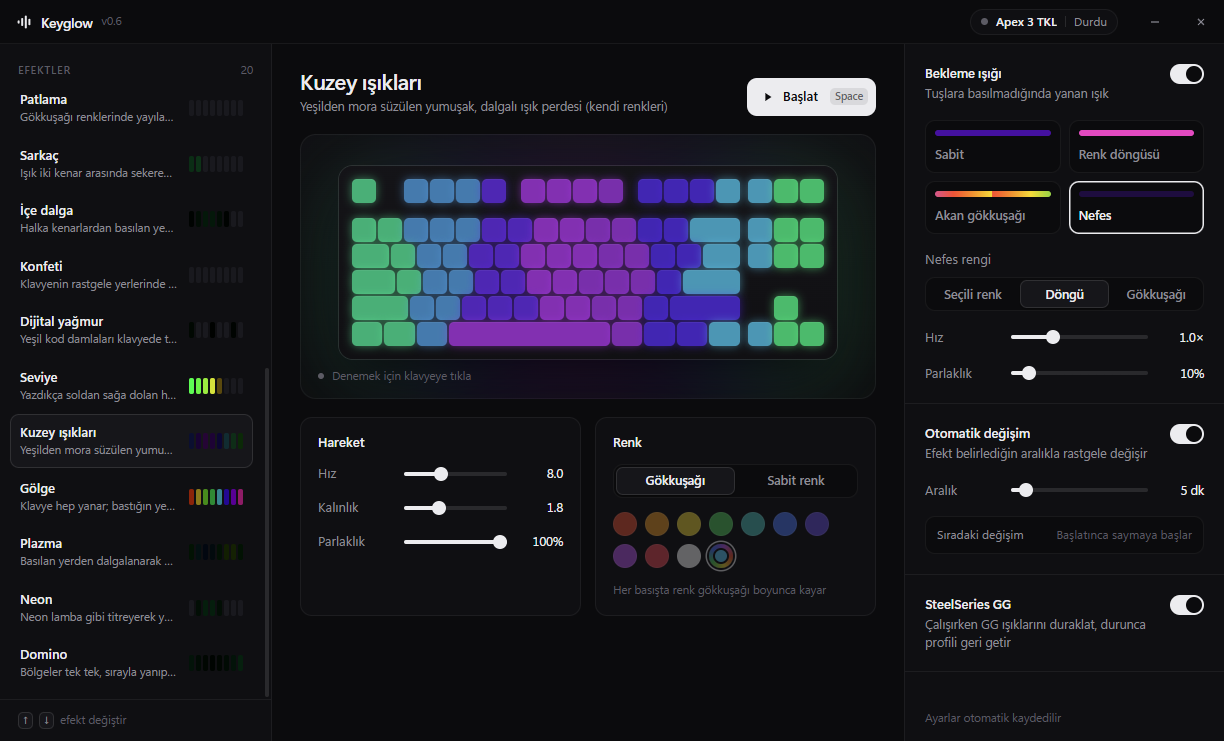 Keyglow v0.6
Apex 3 TKL Durdu
EFEKTLER 20
Patlama
Gökkuşağı renklerinde yayıla...
Sarkaç
Işık iki kenar arasında sekere...
İçe dalga
Halka kenarlardan basılan ye...
Konfeti
Klavyenin rastgele yerlerinde ...
Dijital yağmur
Yeşil kod damlaları klavyede t...
Seviye
Yazdıkça soldan sağa dolan h...
Kuzey ışıkları
Yeşilden mora süzülen yumu...
Gölge
Klavye hep yanar; bastığın ye...
Plazma
Basılan yerden dalgalanarak ...
Neon
Neon lamba gibi titreyerek y...
Domino
Bölgeler tek tek, sırayla yanıp...
↑ ↓ efekt değiştir
Kuzey ışıkları
Yeşilden mora süzülen yumuşak, dalgalı ışık perdesi (kendi renkleri)
Başlat Space
Denemek için klavyeye tıkla
Hareket
Hız 8.0
Kalınlık 1.8
Parlaklık 100%
Renk
Gökkuşağı Sabit renk
Her basışta renk gökkuşağı boyunca kayar
Bekleme ışığı
Tuşlara basılmadığında yanan ışık
Sabit Renk döngüsü
Akan gökkuşağı Nefes
Nefes rengi
Seçili renk Döngü Gökkuşağı
Hız 1.0×
Parlaklık 10%
Otomatik değişim
Efekt belirlediğin aralıkla rastgele değişir
Aralık 5 dk
Sıradaki değişim Başlatınca saymaya başlar
SteelSeries GG
Çalışırken GG ışıklarını duraklat, durunca
profili geri getir
Ayarlar otomatik kaydedilir